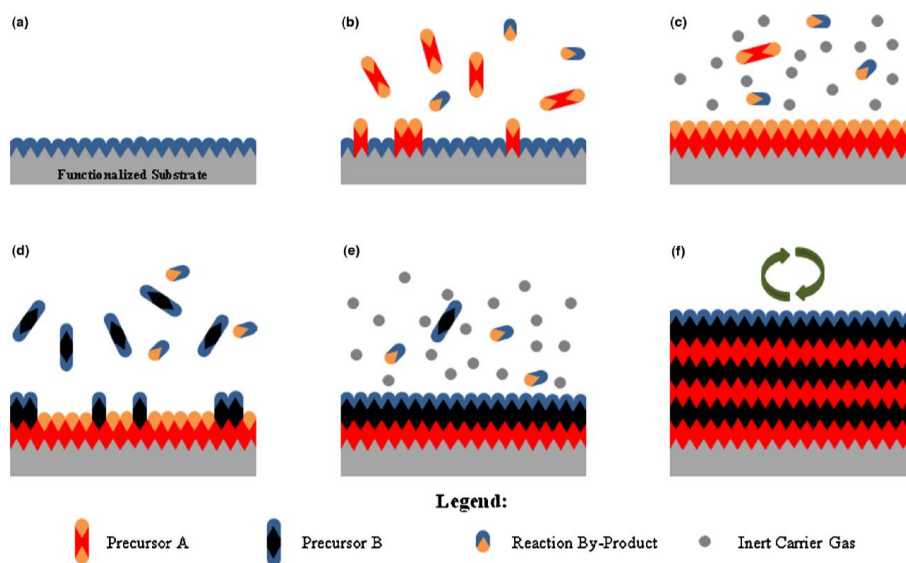 (a)
(b)
(c)
Functionalized Substrate
(d)
(e)
(f)
Legend:
Precursor A
Precursor B
Reaction By-Product
Inert Carrier Gas